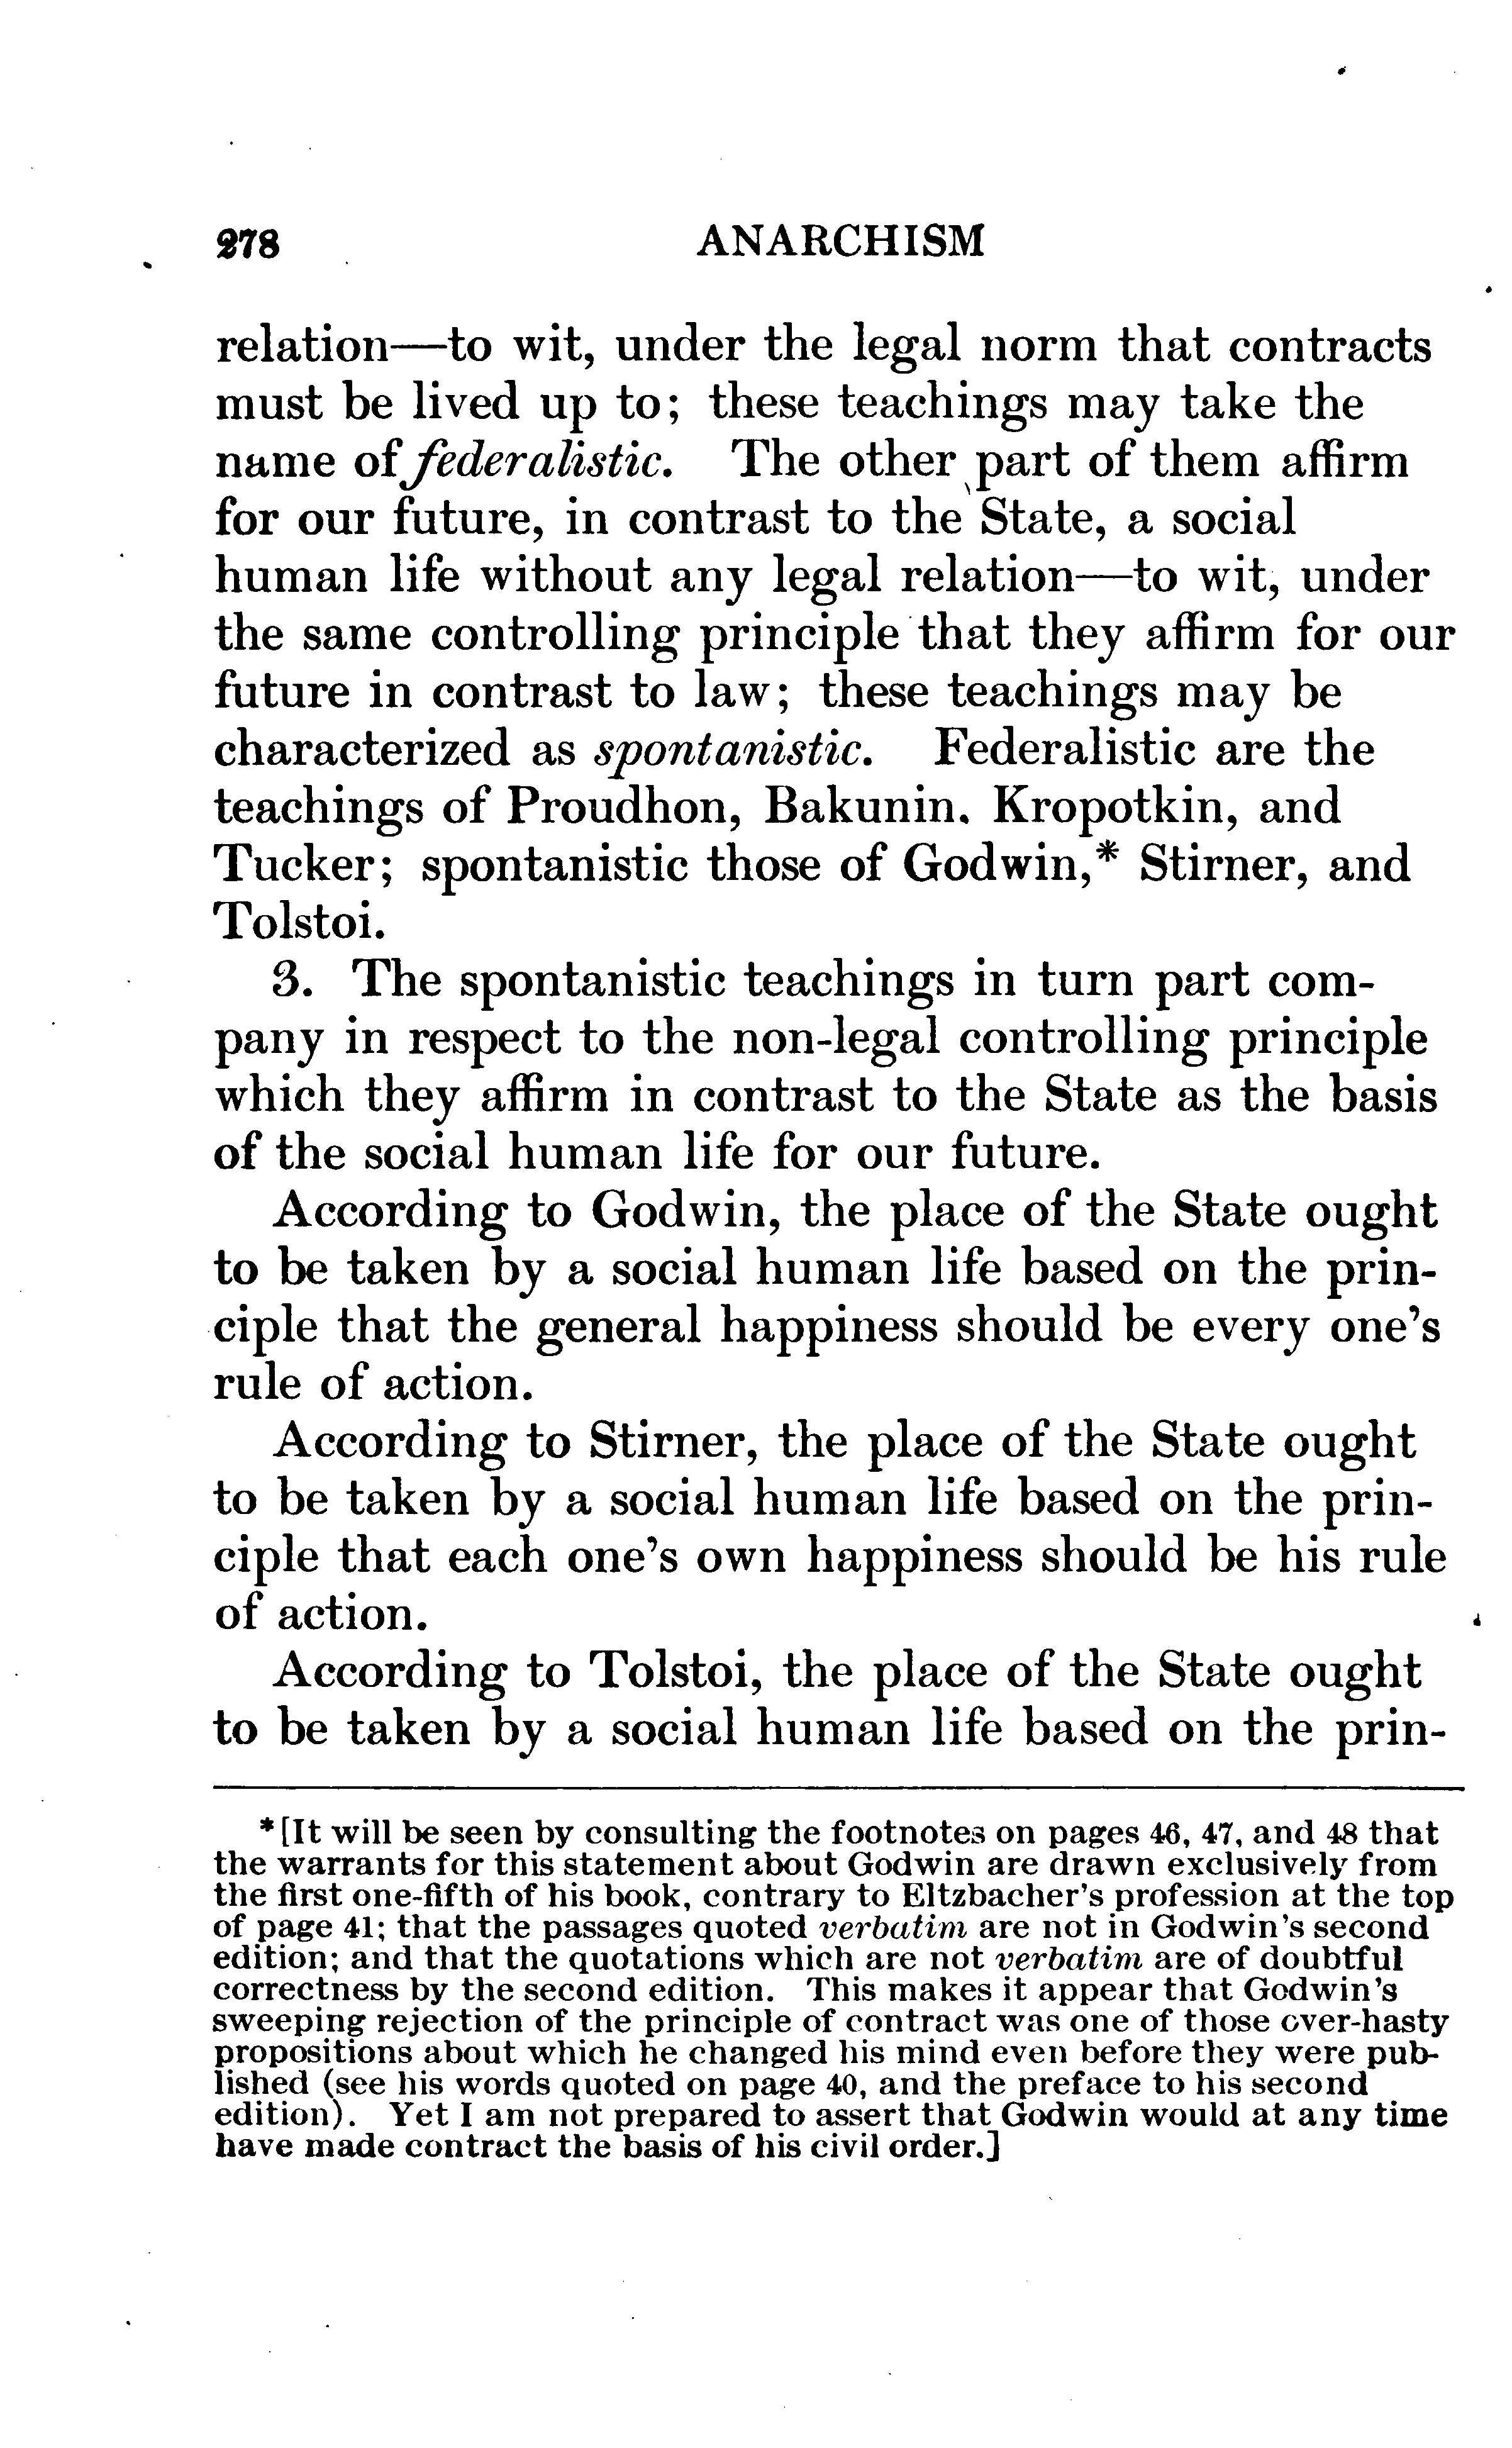 278 ANARCHISM
relation—to wit, under the legal norm that contracts
must be lived up to; these teachings may take the
name of federalistic. The other part of them affirm
for our future, in contrast to the State, a social
human life without any legal relation—to wit, under
the same controlling principle that they affirm for our
future in contrast to law; these teachings may be
characterized as spontanistic. Federalistic are the
teachings of Proudhon, Bakunin. Kropotkin, and
Tucker; spontanistic those of Godwin,* Stirner, and
Tolstoi.
3. The spontanistic teachings in turn part com-
pany in respect to the non-legal controlling principle
which they affirm in contrast to the State as the basis
of the social human life for our future.
According to Godwin, the place of the State ought
to be taken by a social human life based on the prin-
ciple that the general happiness should be every one's
rule of action.
According to Stirner, the place of the State ought
to be taken by a social human life based on the prin-
ciple that each one's own happiness should be his rule
of action.
According to Tolstoi, the place of the State ought
to be taken by a social human life based on the prin-
*[It will be seen by consulting the footnotes on pages 46, 47, and 48 that
the warrants for this statement about Godwin are drawn exclusively from
the first one-fifth of his book, contrary to Eltzbacher's profession at the top
of page 41; that the passages quoted verbatim are not in Godwin's second
edition; and that the quotations which are not verbatim are of doubtful
correctness by the second edition. This makes it appear that Godwin's
sweeping rejection of the principle of contract was one of those over-hasty
propositions about which he changed his mind even before they were pub-
lished (see his words quoted on page 40, and the preface to his second
edition). Yet I am not prepared to assert that Godwin would at any time
have made contract the basis of his civil order.]